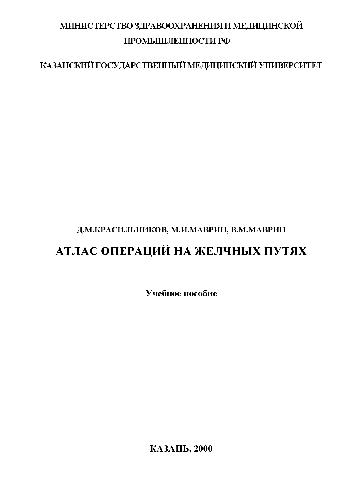 МИНИСТЕРСТВО ЗДРАВООХРАНЕНИЯ И МЕДИЦИНСКОЙ
ПРОМЫШЛЕННОСТИ РФ
КАЗАНСКИЙ ГОСУДАРСТВЕННЫЙ МЕДИЦИНСКИЙ УНИВЕРСИТЕТ
Д.М.КРАСИЛЬНИКОВ, М.И.МАВРИН, В.М.МАВРИН
АТЛАС ОПЕРАЦИЙ НА ЖЕЛЧНЫХ ПУТЯХ
Учебное пособие
КАЗАНЬ, 2000